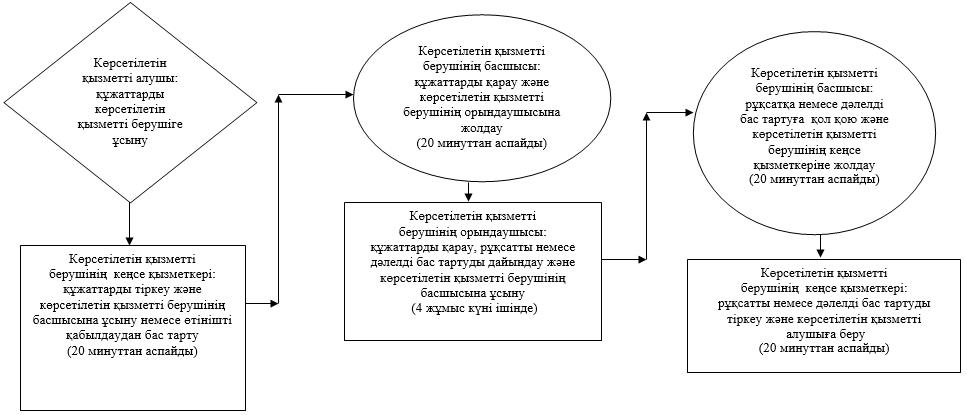 Көрсетілетін
қызметті алушы:
құжаттарды
көрсетілетін
қызметті берушіге
ұсыну
Көрсетілетін қызметті
берушінің кеңсе қызметкері:
құжаттарды тіркеу және
көрсетілетін қызметті берушінің
басшысына ұсыну немесе өтінішті
қабылдаудан бас тарту
(20 минуттан аспайды)
Көрсетілетін қызметті
берушінің басшысы:
құжаттарды қарау және
көрсетілетін қызметті
берушінің орындаушысына
жолдау
(20 минуттан аспайды)
Көрсетілетін қызметті
берушінің орындаушысы:
құжаттарды қарау, рұқсатты немесе
дәлелді бас тартуды дайындау және
көрсетілетін қызметті берушінің
басшысына ұсыну
(4 жұмыс күні ішінде)
Көрсетілетін қызметті
берушінің басшысы:
рұқсатқа немесе дәлелді
бас тартуға қол қою және
көрсетілетін қызметті
берушінің кеңсе
қызметкеріне жолдау
(20 минуттан аспайды)
Көрсетілетін қызметті
берушінің кеңсе қызметкері:
рұқсатты немесе дәлелді бас тартуды
тіркеу және көрсетілетін қызметті
алушыға беру
(20 минуттан аспайды)